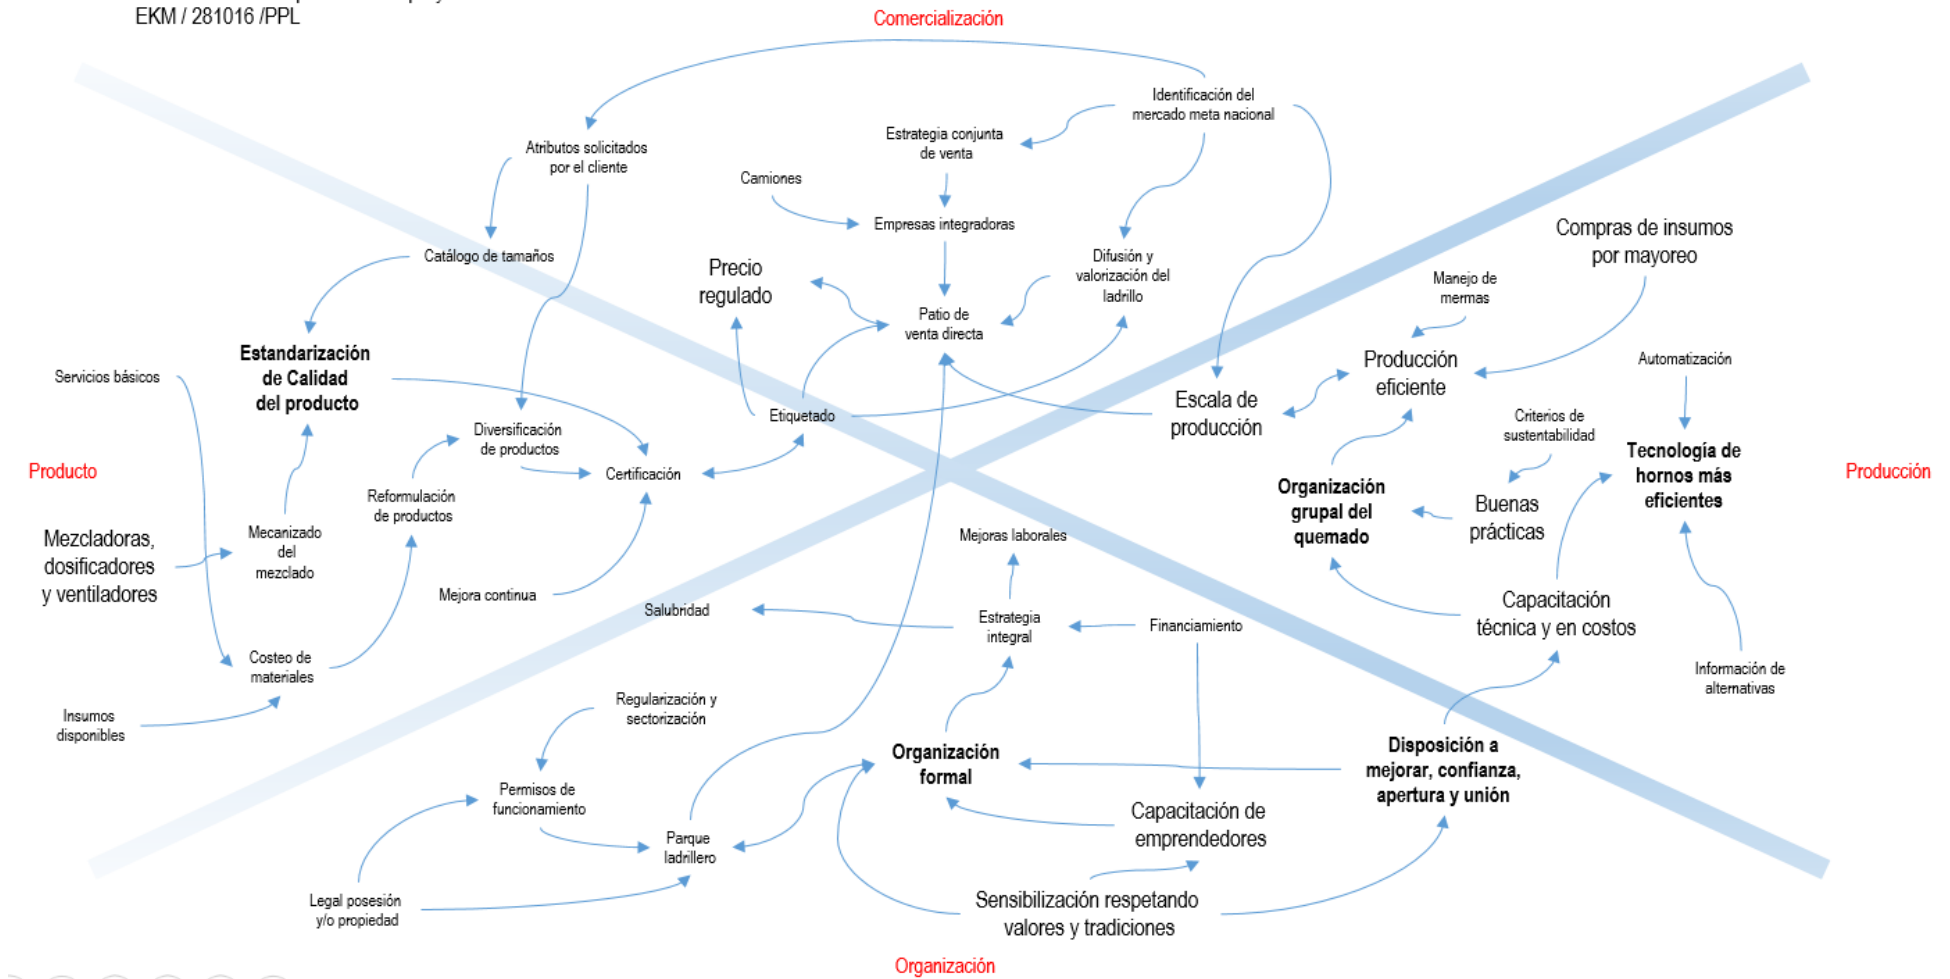 EKM / 281016 /PPL
Comercialización
Identificación del
mercado meta nacional
Estrategia conjunta
de venta
Atributos solicitados
por el cliente
Camiones
Empresas integradoras
Catálogo de tamaños
Precio
regulado
Difusión y
valorización del
ladrillo
Patio de
venta directa
Compras de insumos
por mayoreo
Manejo de
mermas
Producción
eficiente
Automatización
Estandarización
de Calidad
del producto
Servicios básicos
Etiquetado
Escala de
producción
Criterios de
sustentabilidad
Diversificación
de productos
Certificación
Tecnología de
hornos más
eficientes
Producto
Producción
Reformulación
de productos
Organización
grupal del
quemado
Buenas
prácticas
Mezcladoras,
dosificadores
y ventiladores
Mecanizado
del
mezclado
Mejoras laborales
Mejora continua
Salubridad
Estrategia
integral
Financiamiento
Capacitación
técnica y en costos
Costeo de
materiales
Información de
alternativas
Insumos
disponibles
Regularización y
sectorización
Organización
formal
Disposición a
mejorar, confianza,
apertura y unión
Permisos de
funcionamiento
Capacitación de
emprendedores
Parque
ladrillero
Legal posesión
y/o propiedad
Sensibilización respetando
valores y tradiciones
Organización